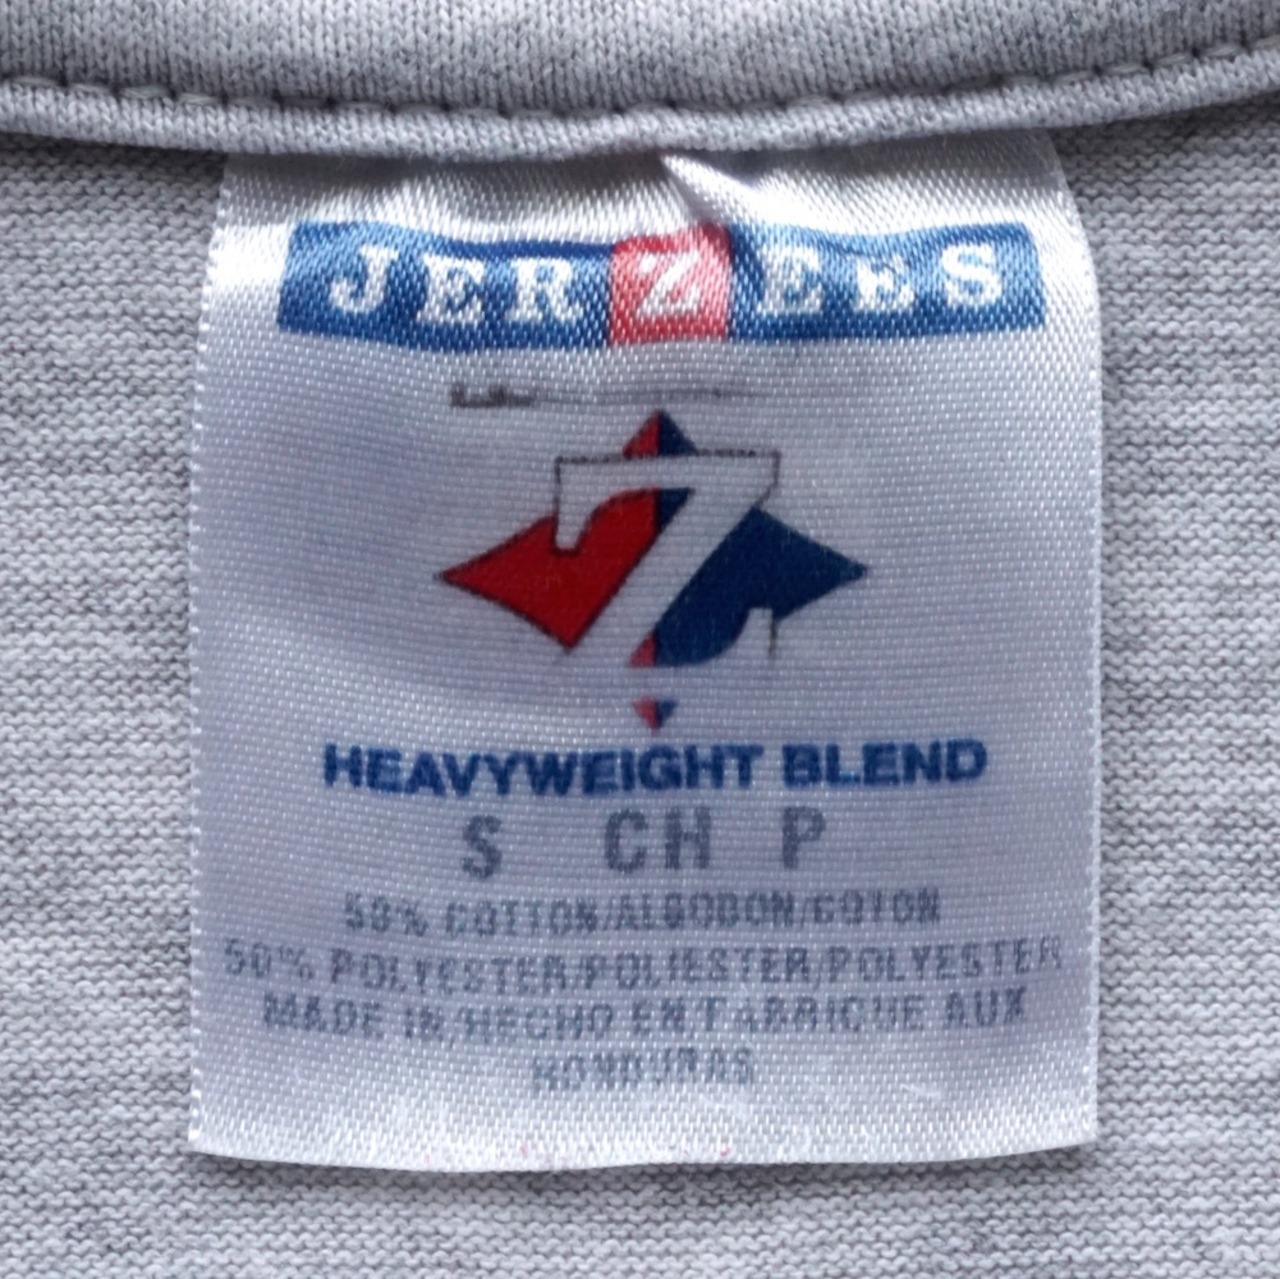 JERZEES
Z
HEAVYWEIGHT BLEND
S CH P
50% COTTON/ALGODON/COTON
50% POLYESTER/POLIESTER/POLYESTER
MADE IN/HECHO EN/FABRIQUE AUX
HONDURAS